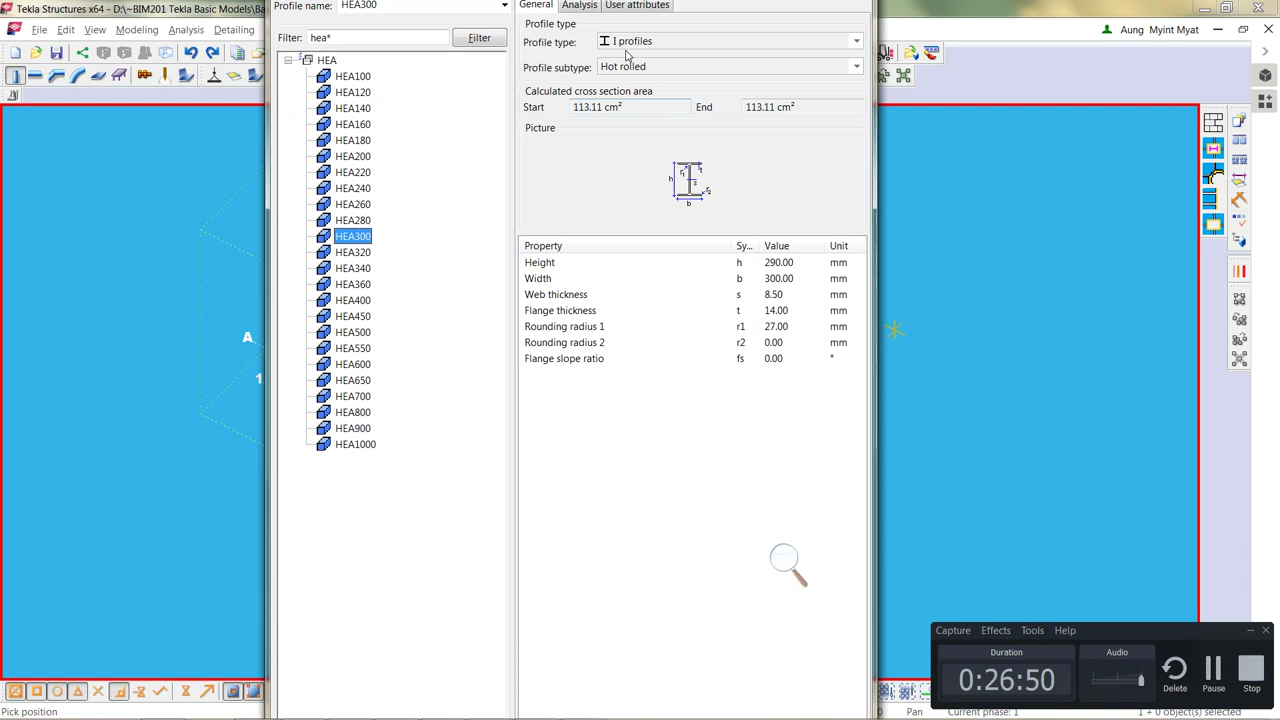 Tekla Structures x64 - D:\~BIM201 Tekla Basic Models\Ba
Profile name: HEA300
General Analysis User attributes
File Edit View Modeling Analysis Detailing
Aung Myint Myat
Filter: hea* Filter
Profile type
Profile type: I profiles
Profile subtype: Hot rolled
Calculated cross section area
Start 113.11 cm² End 113.11 cm²
Picture
h r t s r2 b
HEA
HEA100
HEA120
HEA140
HEA160
HEA180
HEA200
HEA220
HEA240
HEA260
HEA280
HEA300
HEA320
HEA340
HEA360
HEA400
HEA450
HEA500
HEA550
HEA600
HEA650
HEA700
HEA800
HEA900
HEA1000
Property Sy... Value Unit
Height h 290.00 mm
Width b 300.00 mm
Web thickness s 8.50 mm
Flange thickness t 14.00 mm
Rounding radius 1 r1 27.00 mm
Rounding radius 2 r2 0.00 mm
Flange slope ratio fs 0.00 °
A
1
Capture Effects Tools Help
Duration Audio
0:26:50
Delete Pause Stop
Pick position
0 Pan Current phase: 1 1 + 0 object(s) selected